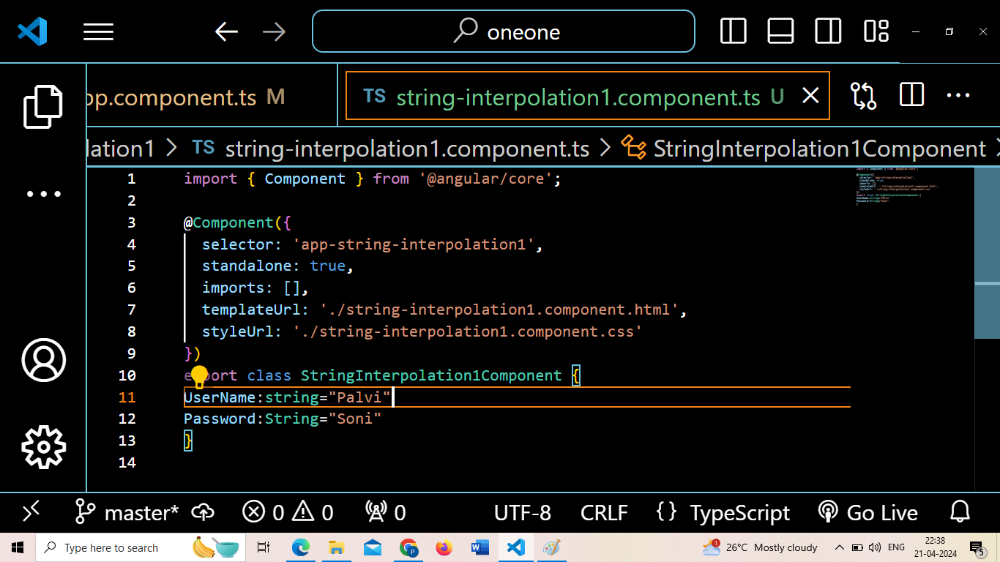 oneone
pp.component.ts M
TS string-interpolation1.component.ts U
lation1 > TS string-interpolation1.component.ts > StringInterpolation1Component >
1 import { Component } from '@angular/core';
2
3 @Component({
4 selector: 'app-string-interpolation1',
5 standalone: true,
6 imports: [],
7 templateUrl: './string-interpolation1.component.html',
8 styleUrl: './string-interpolation1.component.css'
9 })
10 export class StringInterpolation1Component {
11 UserName:string="Palvi"
12 Password:String="Soni"
13 }
14
master* 0 0 0 UTF-8 CRLF {} TypeScript Go Live
Type here to search 1 26°C Mostly cloudy ENG 22:38
21-04-2024 5